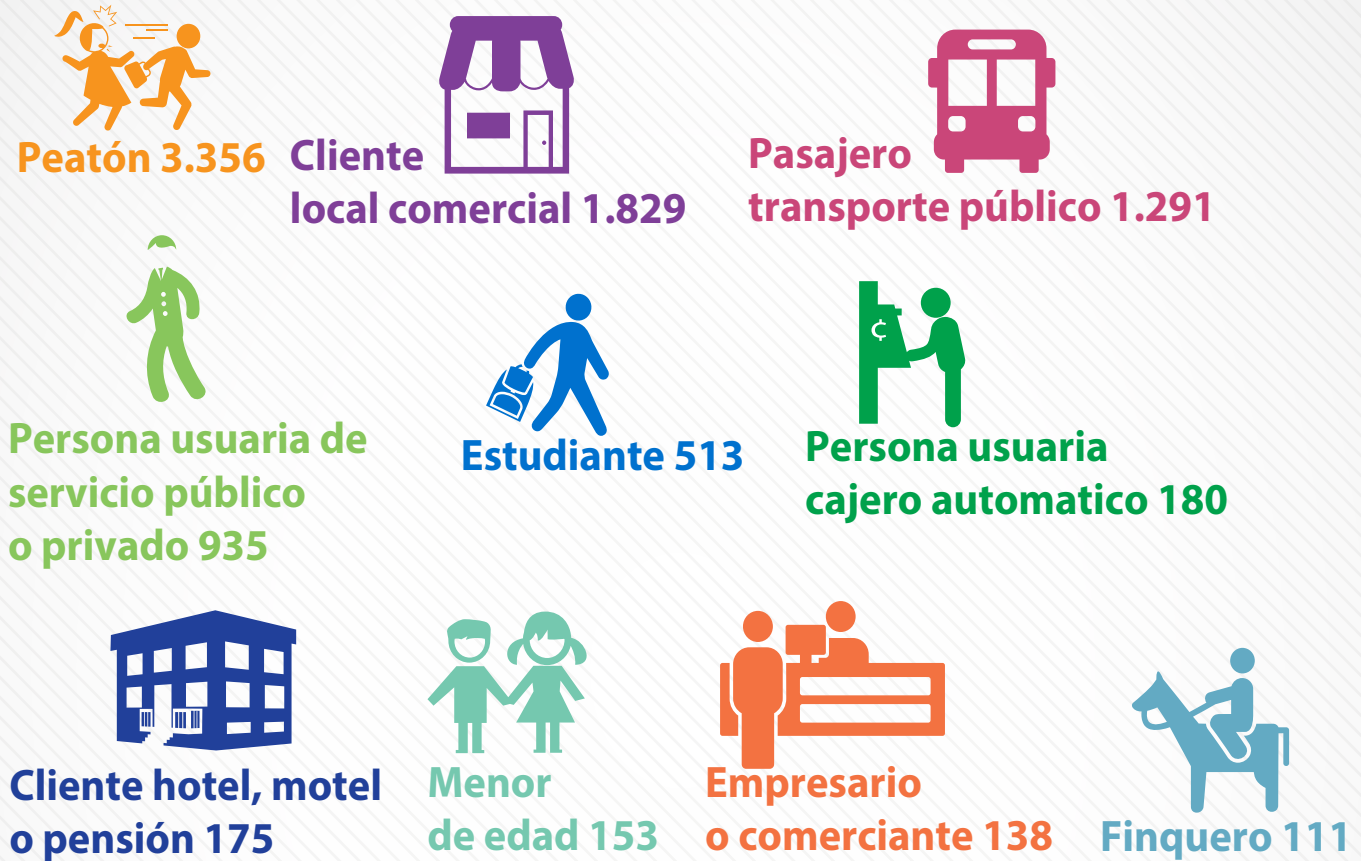 Peatón 3.356
Cliente
local comercial 1.829
Pasajero
transporte público 1.291
Persona usuaria de
servicio público
o privado 935
Estudiante 513
¢
Persona usuaria
cajero automatico 180
Cliente hotel, motel
o pensión 175
Menor
de edad 153
Empresario
o comerciante 138
Finquero 111